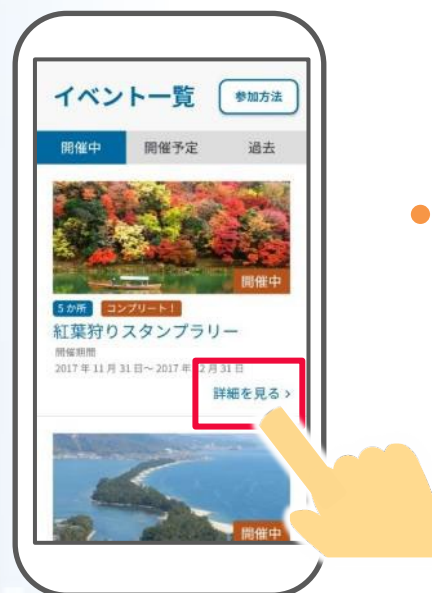 イベント一覧
参加方法
開催中 開催予定 過去
開催中
5か所 コンプリート！
紅葉狩りスタンプラリー
開催期間
2017年11月31日～2017年12月31日
詳細を見る ›
開催中